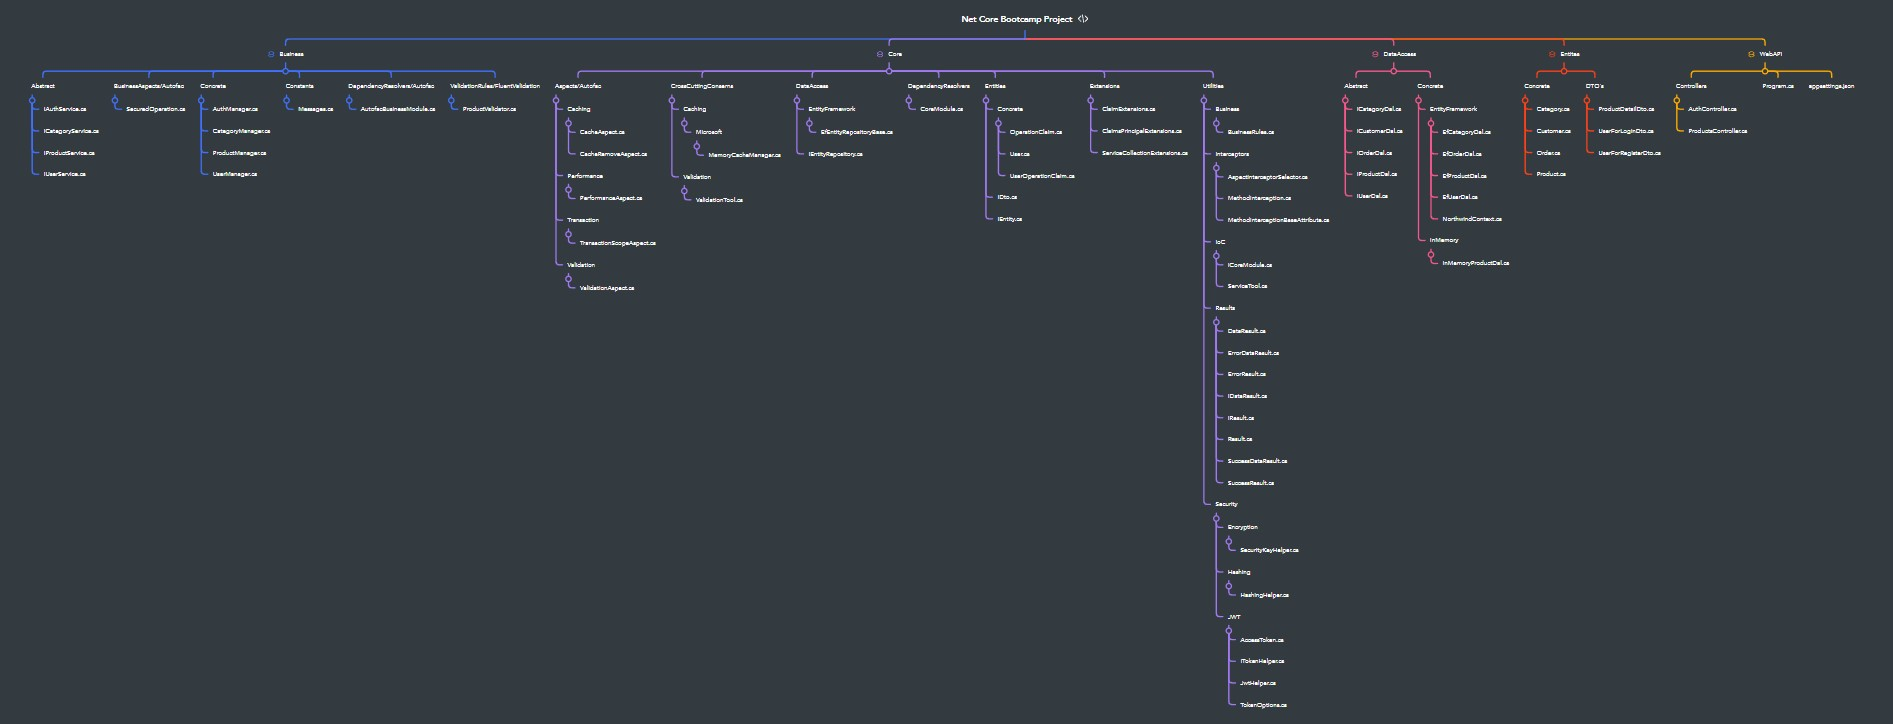 Net Core Bootcamp Project </>
Business
Abstract
IAuthService.cs
ICategoryService.cs
IProductService.cs
IUserService.cs
BusinessAspects/Autofac
SecuredOperation.cs
Concrete
AuthManager.cs
CategoryManager.cs
ProductManager.cs
UserManager.cs
Constants
Messages.cs
DependencyResolvers/Autofac
AutofacBusinessModule.cs
ValidationRules/FluentValidation
ProductValidator.cs
Core
Aspects/Autofac
Caching
CacheAspect.cs
CacheRemoveAspect.cs
Performance
PerformanceAspect.cs
Transaction
TransactionScopeAspect.cs
Validation
ValidationAspect.cs
CrossCuttingConcerns
Caching
Microsoft
MemoryCacheManager.cs
Validation
ValidationTool.cs
DataAccess
EntityFramework
EfEntityRepositoryBase.cs
IEntityRepository.cs
DependencyResolvers
CoreModule.cs
Entities
Concrete
OperationClaim.cs
User.cs
UserOperationClaim.cs
IDto.cs
IEntity.cs
Extensions
ClaimExtensions.cs
ClaimsPrincipalExtensions.cs
ServiceCollectionExtensions.cs
Utilities
Business
BusinessRules.cs
Interceptors
AspectInterceptorSelector.cs
MethodInterception.cs
MethodInterceptionBaseAttribute.cs
IoC
ICoreModule.cs
ServiceTool.cs
Results
DataResult.cs
ErrorDataResult.cs
ErrorResult.cs
IDataResult.cs
IResult.cs
Result.cs
SuccessDataResult.cs
SuccessResult.cs
Security
Encryption
SecurityKeyHelper.cs
Hashing
HashingHelper.cs
JWT
AccessToken.cs
ITokenHelper.cs
JwtHelper.cs
TokenOptions.cs
DataAccess
Abstract
ICategoryDal.cs
ICustomerDal.cs
IOrderDal.cs
IProductDal.cs
IUserDal.cs
Concrete
EntityFramework
EfCategoryDal.cs
EfOrderDal.cs
EfProductDal.cs
EfUserDal.cs
NorthwindContext.cs
InMemory
InMemoryProductDal.cs
Entites
Concrete
Category.cs
Customer.cs
Order.cs
Product.cs
DTO's
ProductDetailDto.cs
UserForLoginDto.cs
UserForRegisterDto.cs
WebAPI
Controllers
AuthController.cs
ProductsController.cs
Program.cs
appsettings.json